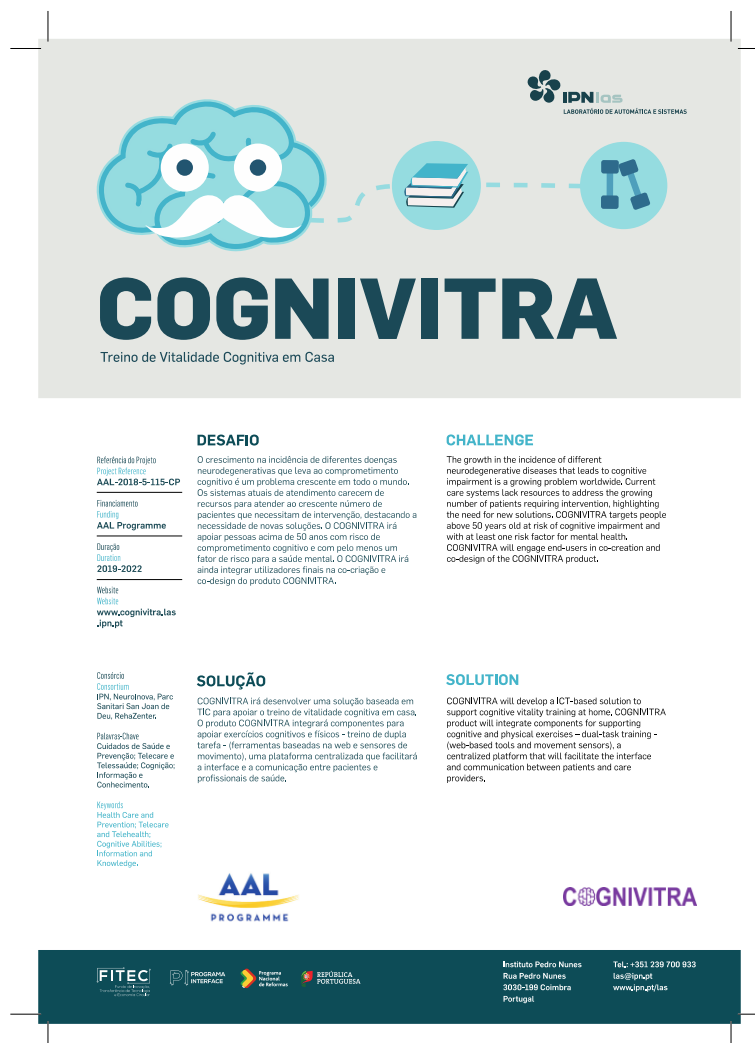 IPNlas
LABORATÓRIO DE AUTOMÁTICA E SISTEMAS
COGNIVITRA
Treino de Vitalidade Cognitiva em Casa
Referência do Projeto
Project Reference
AAL-2018-5-115-CP
Financiamento
Funding
AAL Programme
Duração
Duration
2019-2022
Website
Website
www.cognivitra.las
.ipn.pt
DESAFIO
O crescimento na incidência de diferentes doenças
neurodegenerativas que leva ao comprometimento
cognitivo é um problema crescente em todo o mundo.
Os sistemas atuais de atendimento carecem de
recursos para atender ao crescente número de
pacientes que necessitam de intervenção, destacando a
necessidade de novas soluções. O COGNIVITRA irá
apoiar pessoas acima de 50 anos com risco de
comprometimento cognitivo e com pelo menos um
fator de risco para a saúde mental. O COGNIVITRA irá
ainda integrar utilizadores finais na co-criação e
co-design do produto COGNIVITRA.
CHALLENGE
The growth in the incidence of different
neurodegenerative diseases that leads to cognitive
impairment is a growing problem worldwide. Current
care systems lack resources to address the growing
number of patients requiring intervention, highlighting
the need for new solutions. COGNIVITRA targets people
above 50 years old at risk of cognitive impairment and
with at least one risk factor for mental health.
COGNIVITRA will engage end-users in co-creation and
co-design of the COGNIVITRA product.
Consórcio
Consortium
IPN, NeuroInova, Parc
Sanitari San Joan de
Deu, RehaZenter.
Palavras-Chave
Cuidados de Saúde e
Prevenção; Telecare e
Telessaúde; Cognição;
Informação e
Conhecimento.
Keywords
Health Care and
Prevention; Telecare
and Telehealth;
Cognitive Abilities;
Information and
Knowledge.
SOLUÇÃO
COGNIVITRA irá desenvolver uma solução baseada em
TIC para apoiar o treino de vitalidade cognitiva em casa.
O produto COGNIVITRA integrará componentes para
apoiar exercícios cognitivos e físicos - treino de dupla
tarefa - (ferramentas baseadas na web e sensores de
movimento), uma plataforma centralizada que facilitará
a interface e a comunicação entre pacientes e
profissionais de saúde.
SOLUTION
COGNIVITRA will develop a ICT-based solution to
support cognitive vitality training at home. COGNIVITRA
product will integrate components for supporting
cognitive and physical exercises – dual-task training -
(web-based tools and movement sensors), a
centralized platform that will facilitate the interface
and communication between patients and care
providers.
AAL
PROGRAMME
COGNIVITRA
FITEC
Fundo de Inovação,
Transferência de Tecnologia
e Economia Circular
PI PROGRAMA
INTERFACE
Programa
Nacional
de Reformas
REPÚBLICA
PORTUGUESA
Instituto Pedro Nunes
Rua Pedro Nunes
3030-199 Coimbra
Portugal
Tel.: +351 239 700 933
las@ipn.pt
www.ipn.pt/las